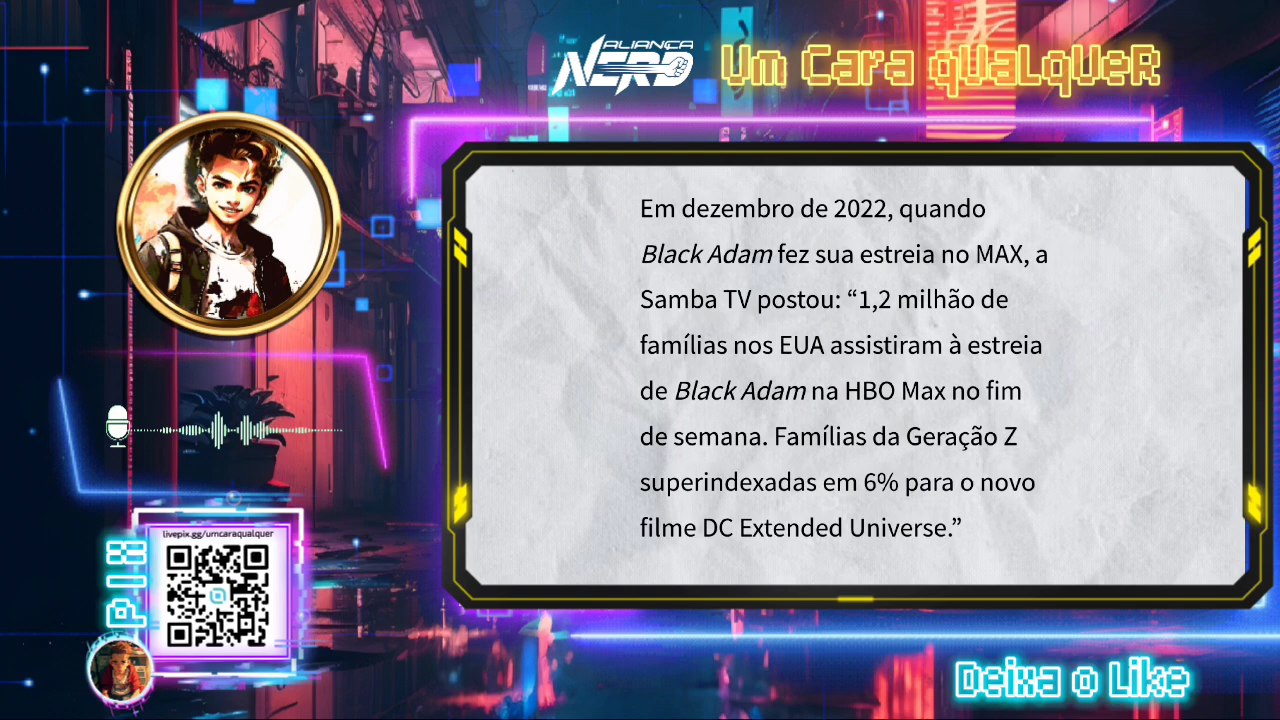 ALIANÇA
NERD
Um Cara qUaLqUeR
Em dezembro de 2022, quando
Black Adam fez sua estreia no MAX, a
Samba TV postou: “1,2 milhão de
famílias nos EUA assistiram à estreia
de Black Adam na HBO Max no fim
de semana. Famílias da Geração Z
superindexadas em 6% para o novo
filme DC Extended Universe.”
livepix.gg/umcaraqualquer
PIX
Deixa o Like